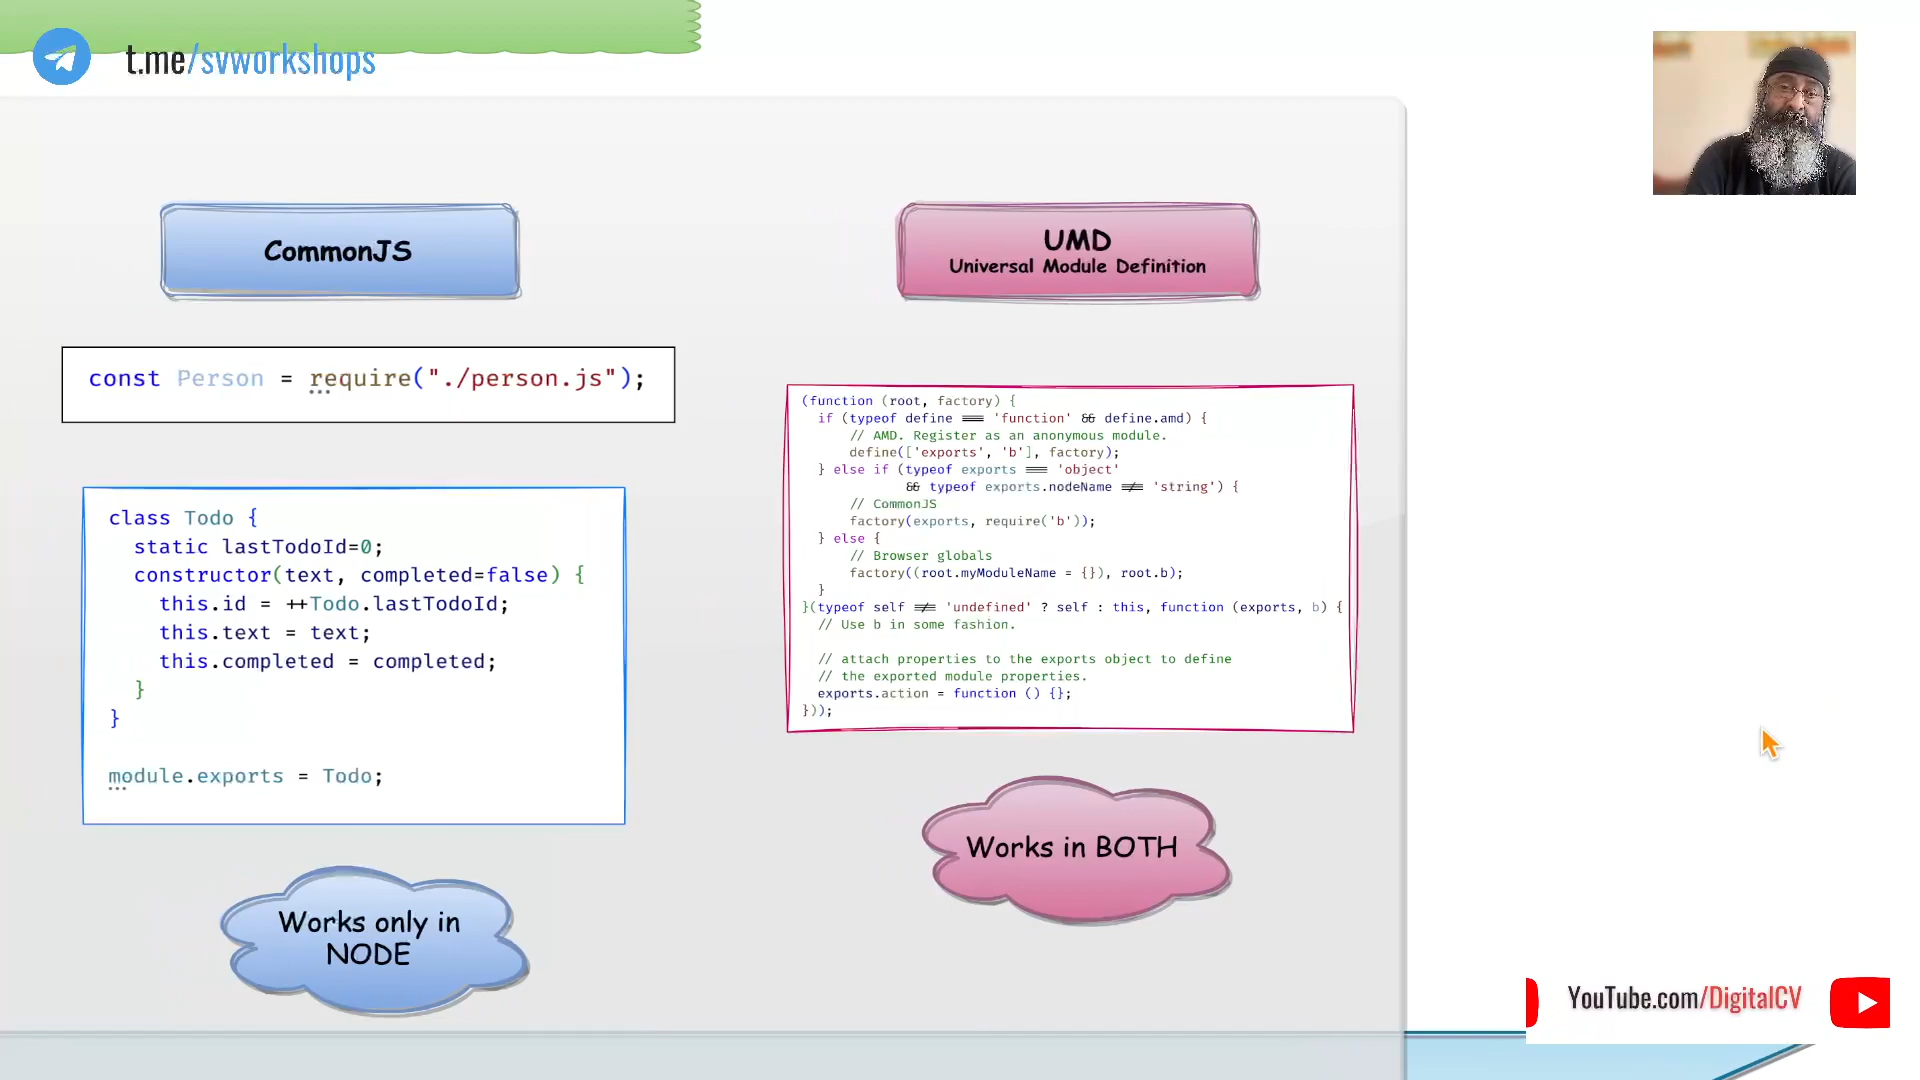 t.me/svworkshops
CommonJS
const Person = require("./person.js");
class Todo {
static lastTodoId=0;
constructor(text, completed=false) {
this.id = ++Todo.lastTodoId;
this.text = text;
this.completed = completed;
}
}
module.exports = Todo;
Works only in
NODE
UMD
Universal Module Definition
(function (root, factory) {
if (typeof define === 'function' && define.amd) {
// AMD. Register as an anonymous module.
define(['exports', 'b'], factory);
} else if (typeof exports === 'object'
&& typeof exports.nodeName !== 'string') {
// CommonJS
factory(exports, require('b'));
} else {
// Browser globals
factory((root.myModuleName = {}), root.b);
}
}(typeof self !== 'undefined' ? self : this, function (exports, b) {
// Use b in some fashion.
// attach properties to the exports object to define
// the exported module properties.
exports.action = function () {};
}));
Works in BOTH
YouTube.com/DigitalCV